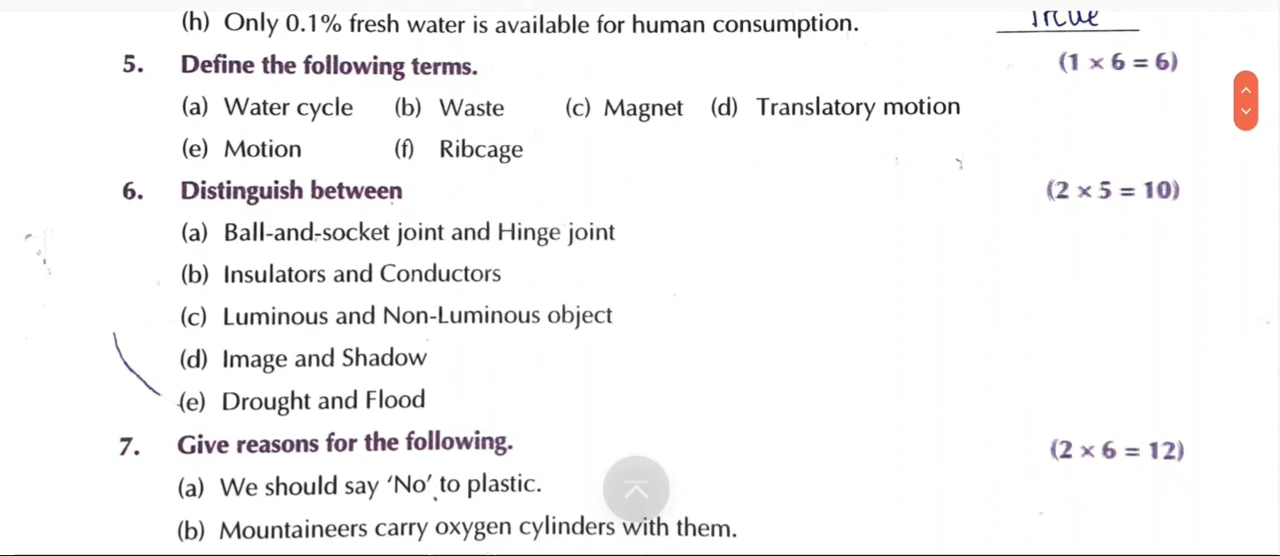 (h) Only 0.1% fresh water is available for human consumption. True
5. Define the following terms. (1 × 6 = 6)
(a) Water cycle (b) Waste (c) Magnet (d) Translatory motion
(e) Motion (f) Ribcage
6. Distinguish between (2 × 5 = 10)
(a) Ball-and-socket joint and Hinge joint
(b) Insulators and Conductors
(c) Luminous and Non-Luminous object
(d) Image and Shadow
(e) Drought and Flood
7. Give reasons for the following. (2 × 6 = 12)
(a) We should say ‘No’ to plastic.
(b) Mountaineers carry oxygen cylinders with them.